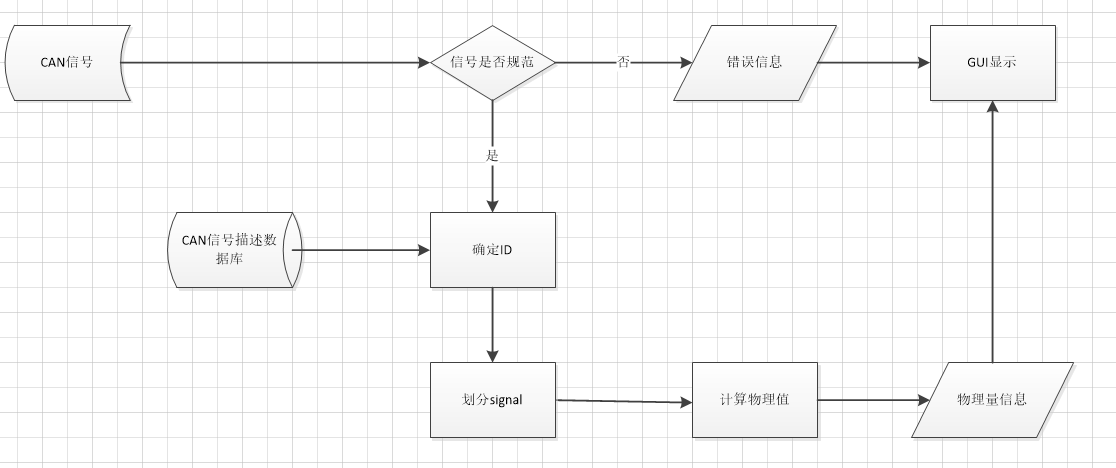 CAN信号
信号是否规范
否
错误信息
GUI显示
是
CAN信号描述数
据库
确定ID
划分signal
计算物理值
物理量信息